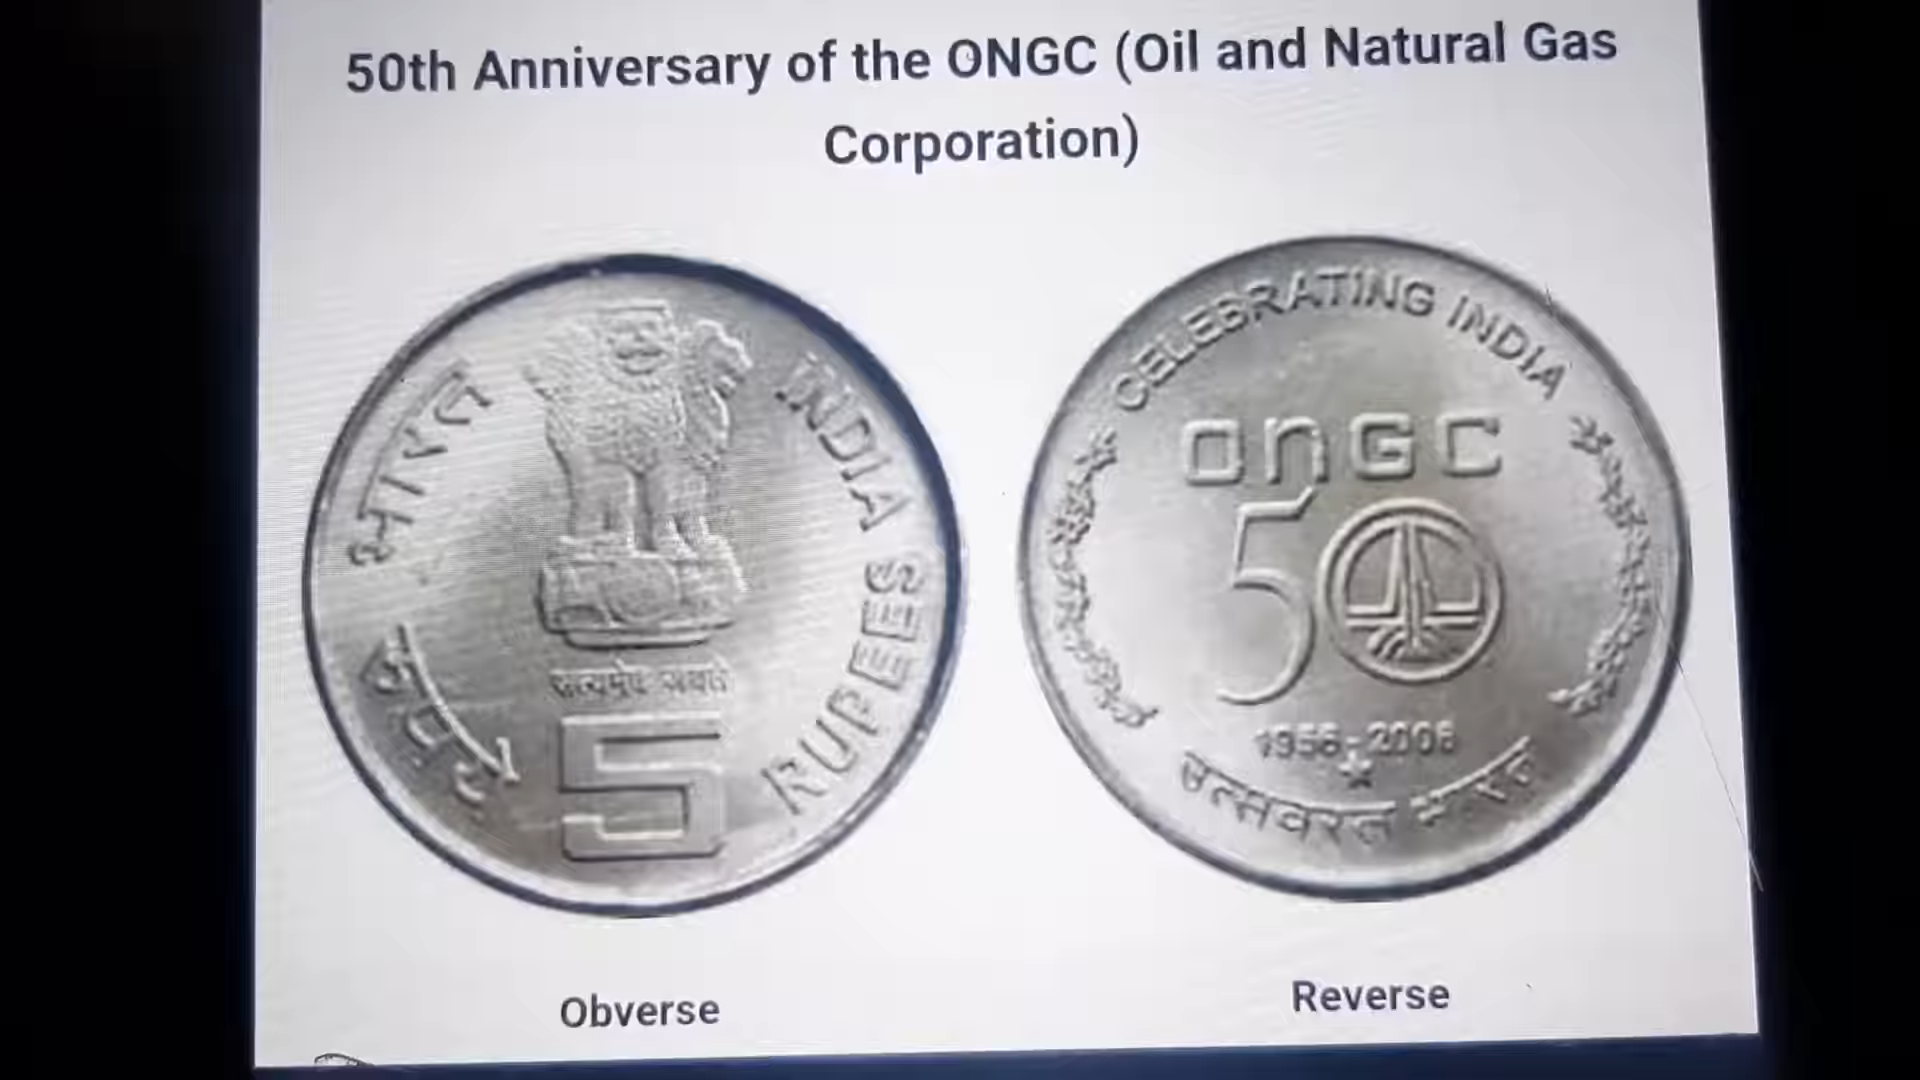 50th Anniversary of the ONGC (Oil and Natural Gas
Corporation)
भारत
INDIA
रुपये
RUPEES
सत्यमेव जयते
5
CELEBRATING INDIA
ONGC
50
1956-2006
उत्सवरत भारत
Obverse
Reverse